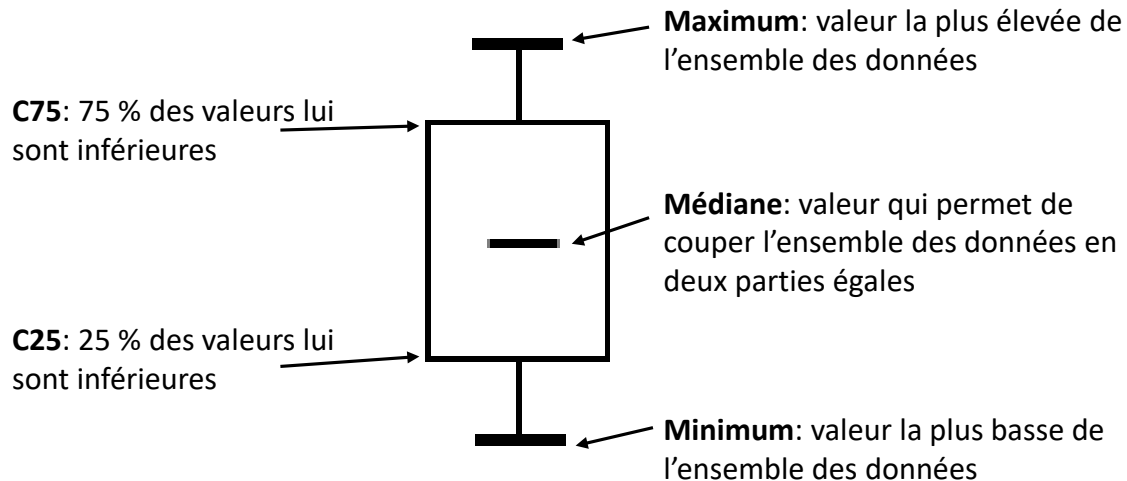 Maximum: valeur la plus élevée de
l’ensemble des données
C75: 75 % des valeurs lui
sont inférieures
Médiane: valeur qui permet de
couper l’ensemble des données en
deux parties égales
C25: 25 % des valeurs lui
sont inférieures
Minimum: valeur la plus basse de
l’ensemble des données